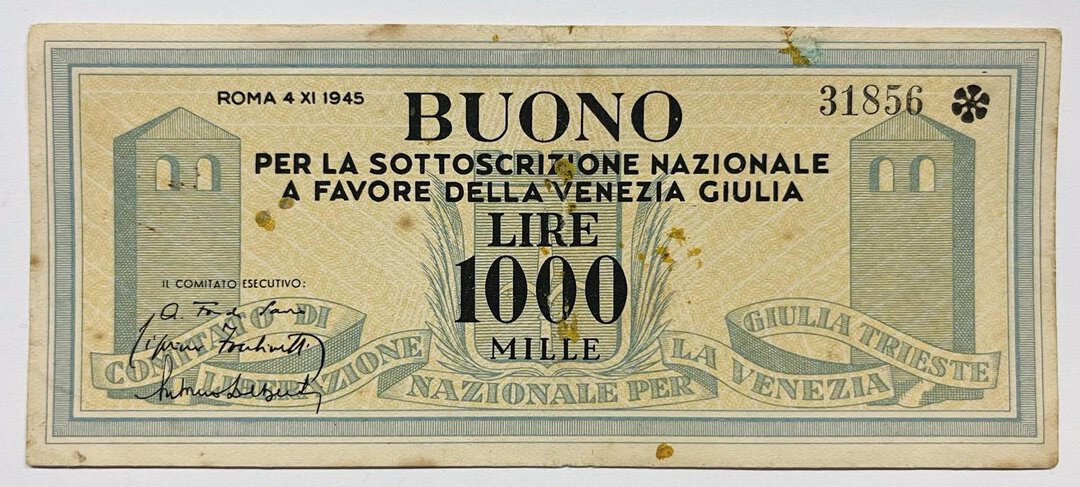 ROMA 4 XI 1945
BUONO
31856
PER LA SOTTOSCRIZIONE NAZIONALE
A FAVORE DELLA VENEZIA GIULIA
LIRE
1000
MILLE
IL COMITATO ESECUTIVO:
COMITATO DI LIBERAZIONE NAZIONALE PER LA VENEZIA GIULIA TRIESTE